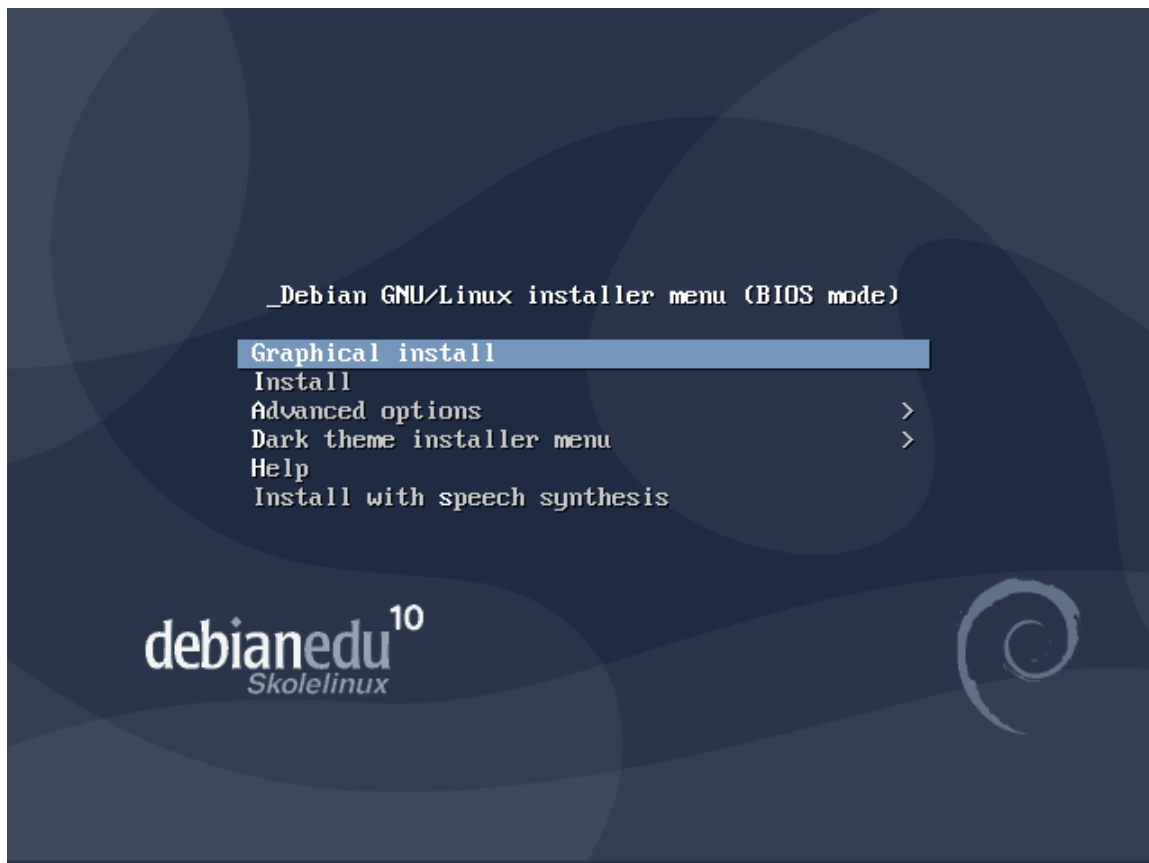 _Debian GNU/Linux installer menu (BIOS mode)
Graphical install
Install
Advanced options >
Dark theme installer menu >
Help
Install with speech synthesis
debianedu 10
Skolelinux